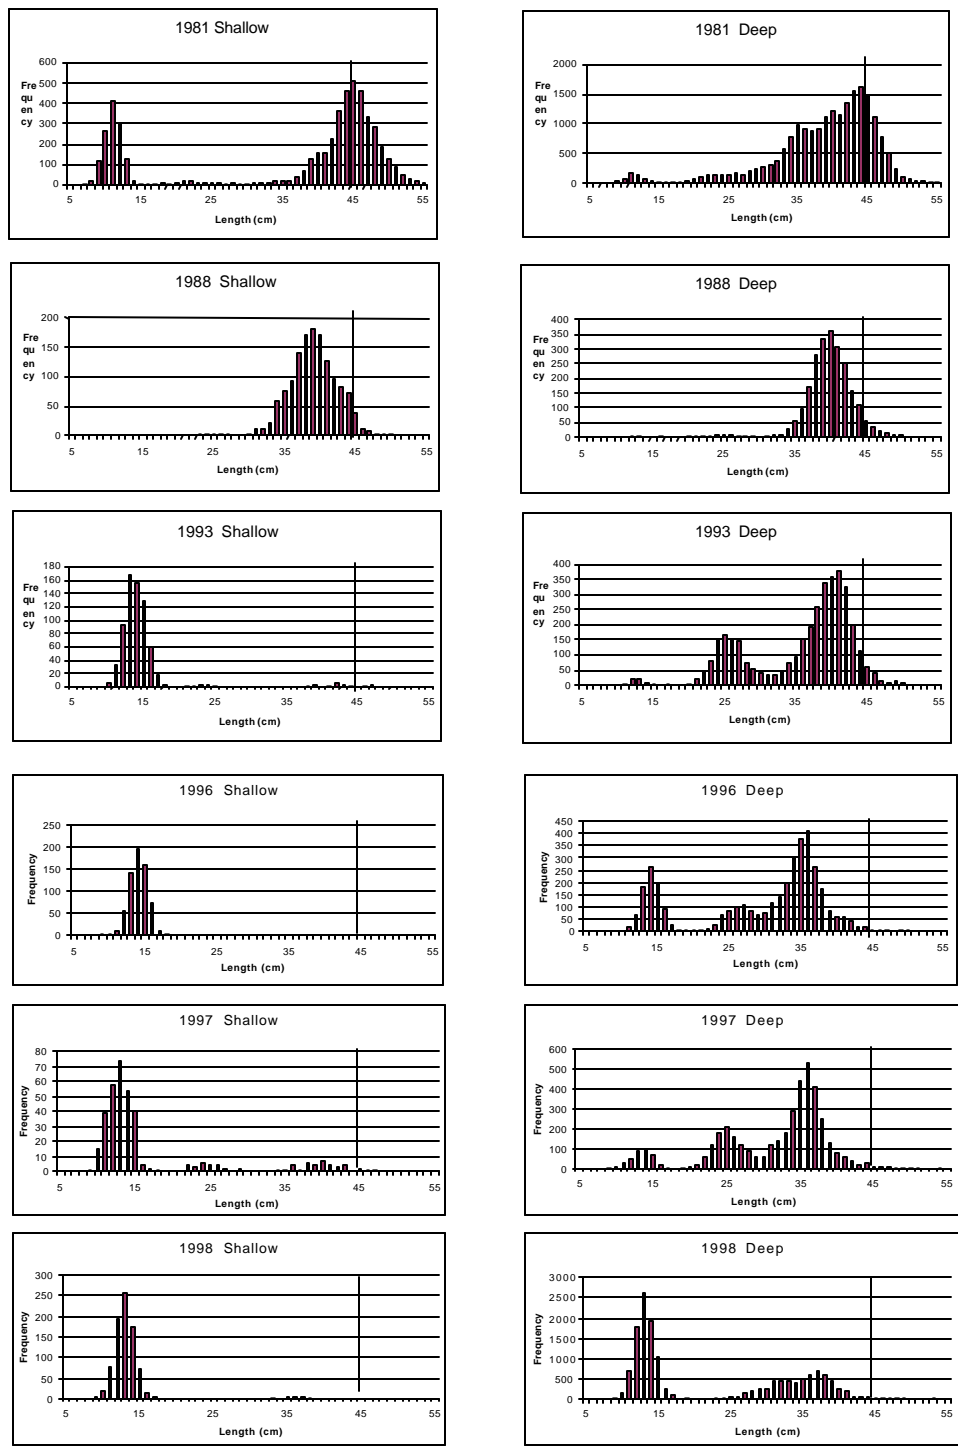 1981 Shallow
Fre
qu
en
cy
600
500
400
300
200
100
0
5 15 25 35 45 55
Length (cm)
1981 Deep
Fre
qu
en
cy
2000
1500
1000
500
0
5 15 25 35 45 55
Length (cm)
1988 Shallow
Fre
qu
en
cy
200
150
100
50
0
5 15 25 35 45 55
Length (cm)
1988 Deep
Fre
qu
en
cy
400
350
300
250
200
150
100
50
0
5 15 25 35 45 55
Length (cm)
1993 Shallow
Fre
qu
en
cy
180
160
140
120
100
80
60
40
20
0
5 15 25 35 45 55
Length (cm)
1993 Deep
Fre
qu
en
cy
400
350
300
250
200
150
100
50
0
5 15 25 35 45 55
Length (cm)
1996 Shallow
Frequency
250
200
150
100
50
0
5 15 25 35 45 55
Length (cm)
1996 Deep
Frequency
450
400
350
300
250
200
150
100
50
0
5 15 25 35 45 55
Length (cm)
1997 Shallow
Frequency
80
70
60
50
40
30
20
10
0
5 15 25 35 45 55
Length (cm)
1997 Deep
Frequency
600
500
400
300
200
100
0
5 15 25 35 45 55
Length (cm)
1998 Shallow
Frequency
300
250
200
150
100
50
0
5 15 25 35 45 55
Length (cm)
1998 Deep
Frequency
3000
2500
2000
1500
1000
500
0
5 15 25 35 45 55
Length (cm)